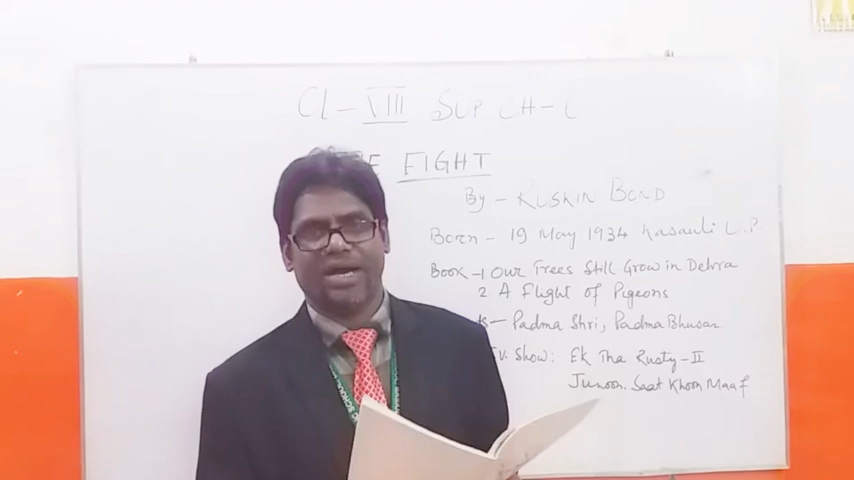 CL - VIII SUP CH -
FIGHT
By - RUSKIN BOND
Born - 19 May 1934 Kasauli U.P.
Book - 1 Our Trees Still Grow in Dehra
2 A Flight of Pigeons
- Padma Shri, Padma Bhusan
Show: Ek Tha Rusty - II
Junoon. Saat Khoon Maaf